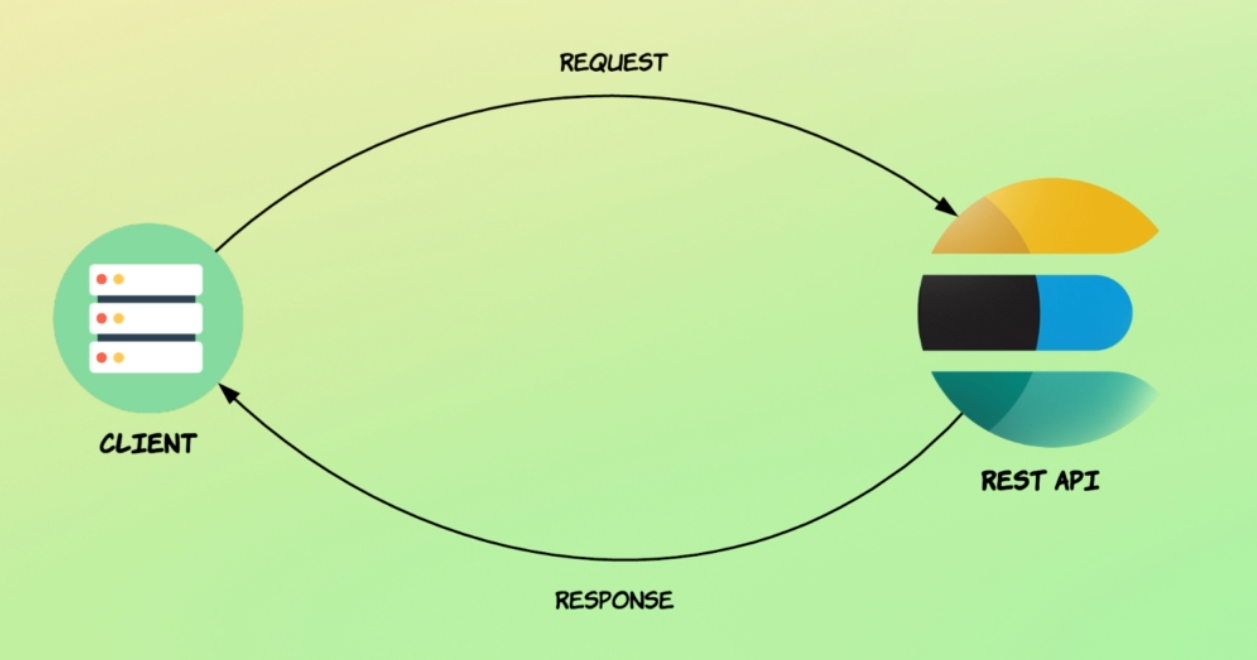 REQUEST
CLIENT
REST API
RESPONSE